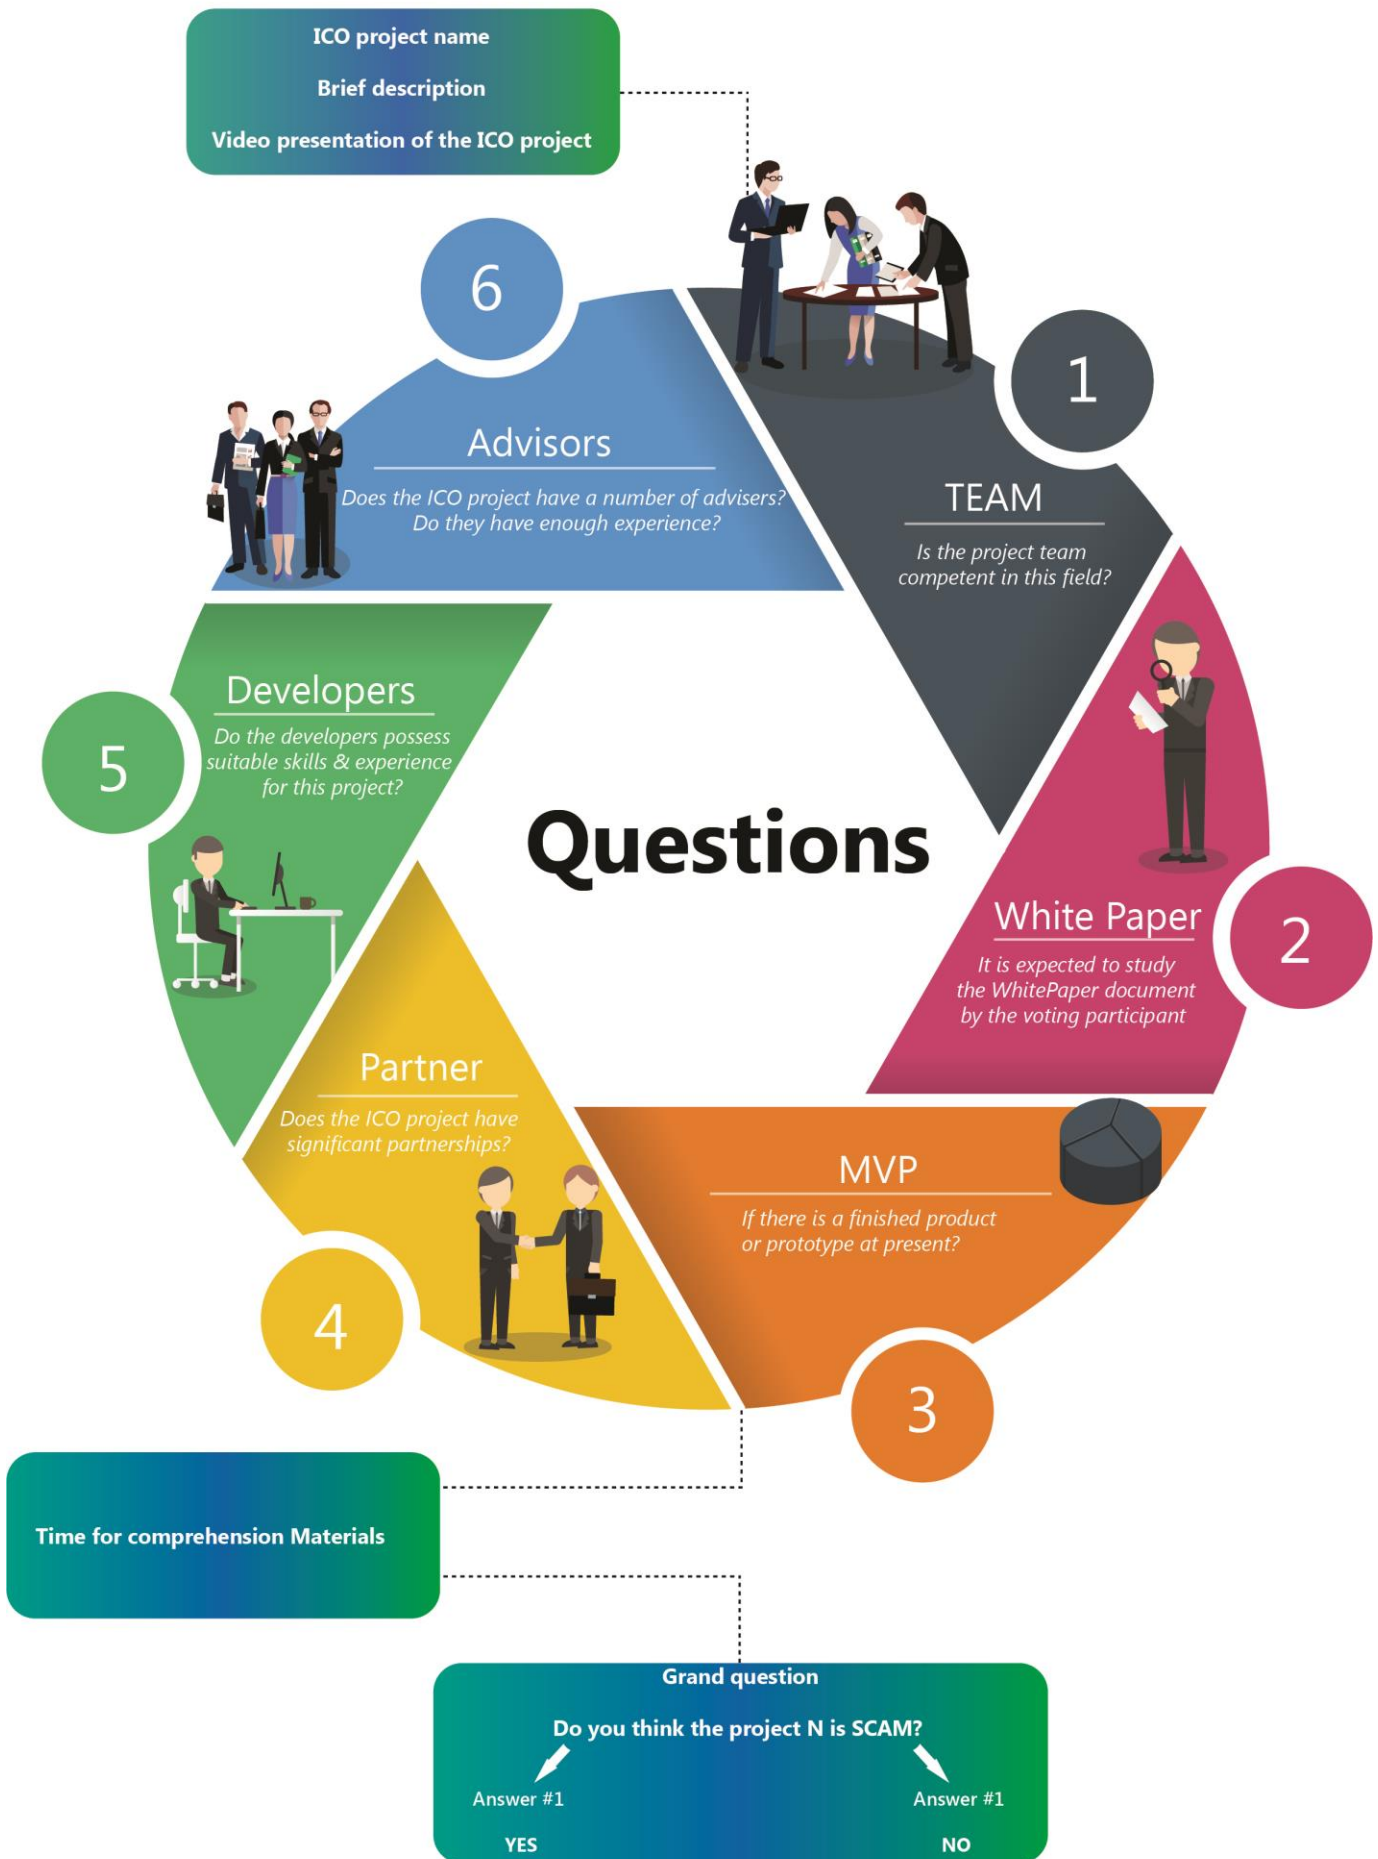 ICO project name
Brief description
Video presentation of the ICO project
1
TEAM
Is the project team
competent in this field?
2
White Paper
It is expected to study
the WhitePaper document
by the voting participant
3
MVP
If there is a finished product
or prototype at present?
4
Partner
Does the ICO project have
significant partnerships?
5
Developers
Do the developers possess
suitable skills & experience
for this project?
6
Advisors
Does the ICO project have a number of advisers?
Do they have enough experience?
Questions
Time for comprehension Materials
Grand question
Do you think the project N is SCAM?
Answer #1
YES
Answer #1
NO